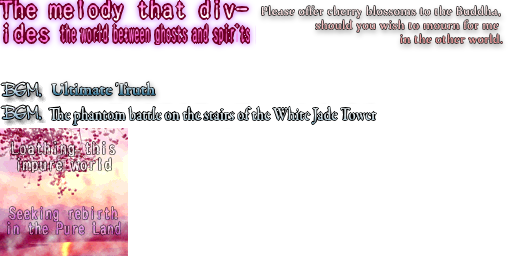 The melody that div-
ides the world between ghosts and spir`ts
Please offer cherry blossoms to the Buddha,
should you wish to mourn for me
in the other world.
BGM. Ultimate Truth
BGM. The phantom battle on the stairs of the White Jade Tower
Loathing this
impure world
Seeking rebirth
in the Pure Land